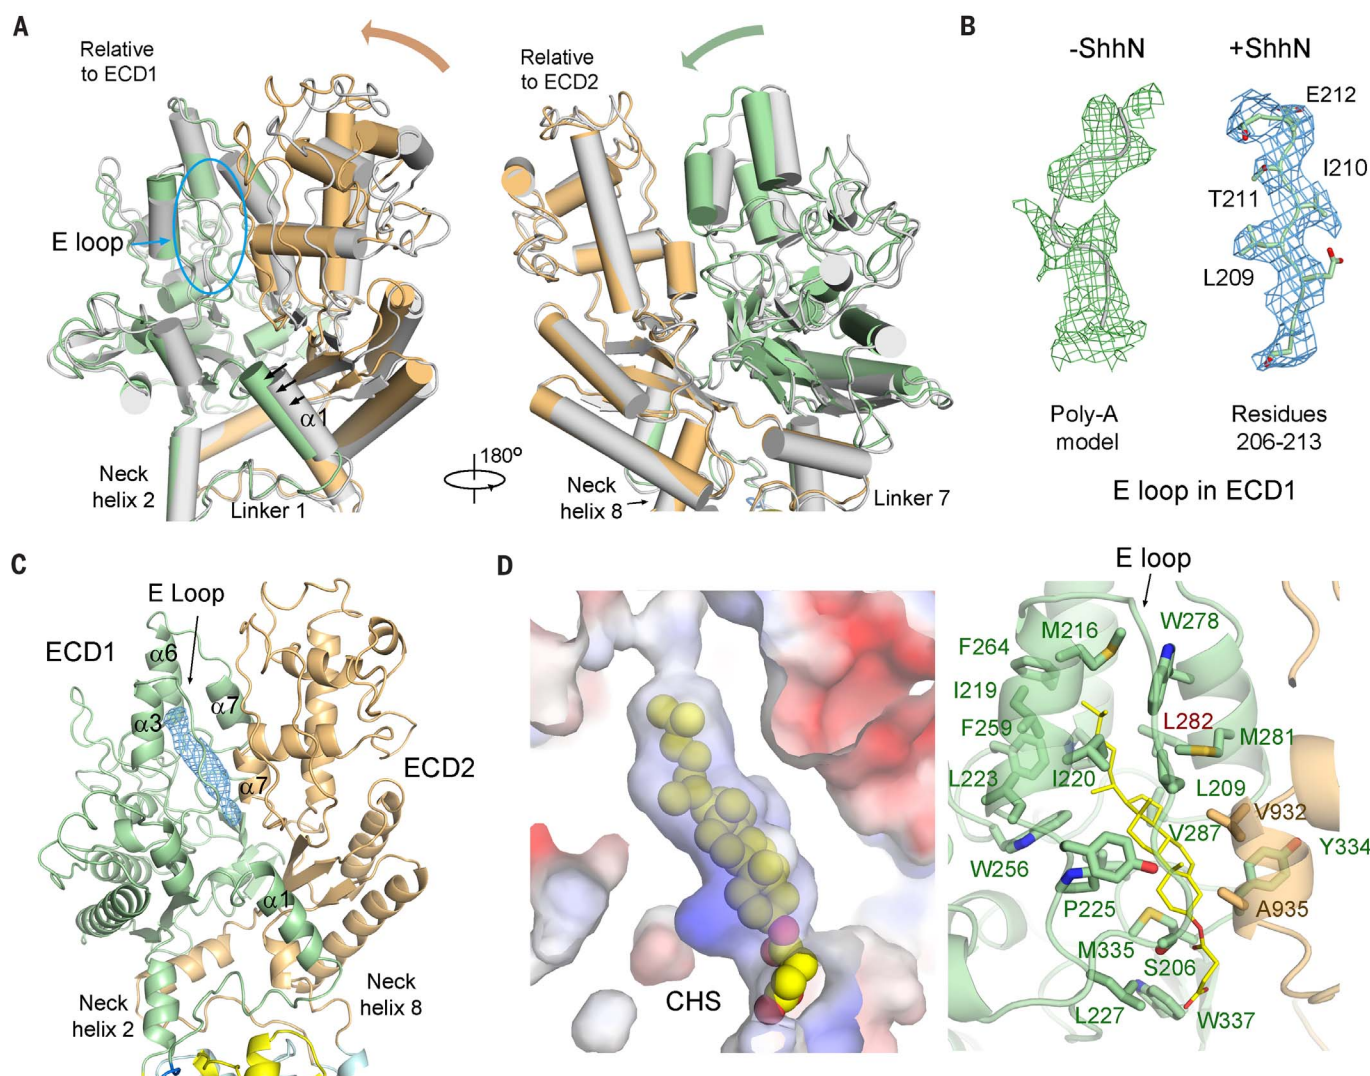 A
Relative
to ECD1
E loop
α1
Neck
helix 2
Linker 1
180º
Relative
to ECD2
Neck
helix 8
Linker 7
B
-ShhN
+ShhN
E212
I210
T211
L209
Poly-A
model
Residues
206-213
E loop in ECD1
C
E Loop
ECD1
α6
α3
α7
α7
ECD2
α1
Neck
helix 2
Neck
helix 8
D
CHS
E loop
M216
W278
F264
I219
L282
F259
M281
L223
I220
L209
V932
V287
Y334
W256
P225
A935
M335
S206
L227
W337